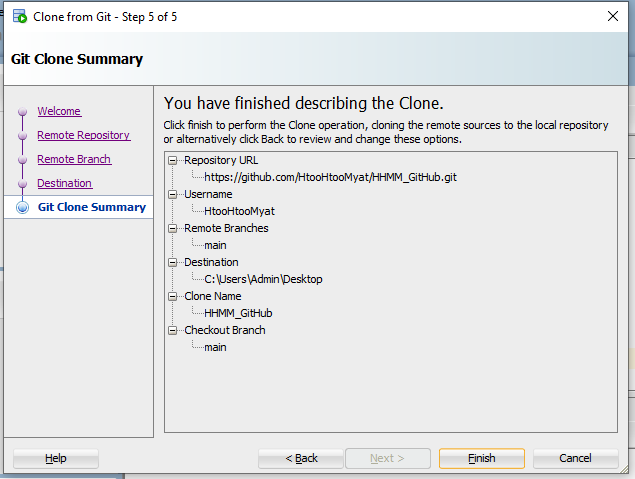 Clone from Git - Step 5 of 5
Git Clone Summary
Welcome
Remote Repository
Remote Branch
Destination
Git Clone Summary
You have finished describing the Clone.
Click finish to perform the Clone operation, cloning the remote sources to the local repository
or alternatively click Back to review and change these options.
Repository URL
https://github.com/HtooHtooMyat/HHMM_GitHub.git
Username
HtooHtooMyat
Remote Branches
main
Destination
C:\Users\Admin\Desktop
Clone Name
HHMM_GitHub
Checkout Branch
main
Help
< Back
Next >
Finish
Cancel